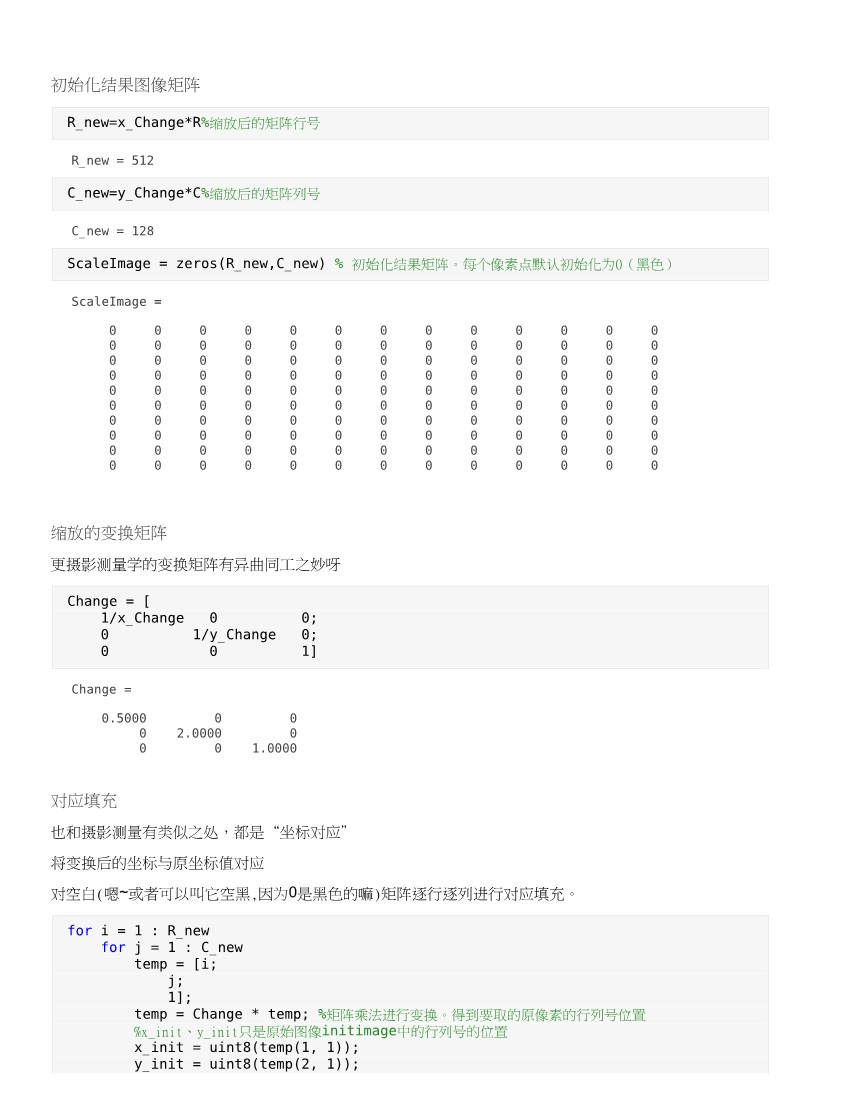 初始化结果图像矩阵
R_new=x_Change*R%缩放后的矩阵行号
R_new = 512
C_new=y_Change*C%缩放后的矩阵列号
C_new = 128
ScaleImage = zeros(R_new,C_new) % 初始化结果矩阵。每个像素点默认初始化为0（黑色）
ScaleImage =
0 0 0 0 0 0 0 0 0 0 0 0 0
0 0 0 0 0 0 0 0 0 0 0 0 0
0 0 0 0 0 0 0 0 0 0 0 0 0
0 0 0 0 0 0 0 0 0 0 0 0 0
0 0 0 0 0 0 0 0 0 0 0 0 0
0 0 0 0 0 0 0 0 0 0 0 0 0
0 0 0 0 0 0 0 0 0 0 0 0 0
0 0 0 0 0 0 0 0 0 0 0 0 0
0 0 0 0 0 0 0 0 0 0 0 0 0
0 0 0 0 0 0 0 0 0 0 0 0 0
缩放的变换矩阵
更摄影测量学的变换矩阵有异曲同工之妙呀
Change = [
1/x_Change 0 0;
0 1/y_Change 0;
0 0 1]
Change =
0.5000 0 0
0 2.0000 0
0 0 1.0000
对应填充
也和摄影测量有类似之处，都是“坐标对应”
将变换后的坐标与原坐标值对应
对空白(嗯~或者可以叫它空黑,因为0是黑色的嘛)矩阵逐行逐列进行对应填充。
for i = 1 : R_new
for j = 1 : C_new
temp = [i;
j;
1];
temp = Change * temp; %矩阵乘法进行变换。得到要取的原像素的行列号位置
%x_init、y_init只是原始图像initimage中的行列号的位置
x_init = uint8(temp(1, 1));
y_init = uint8(temp(2, 1));